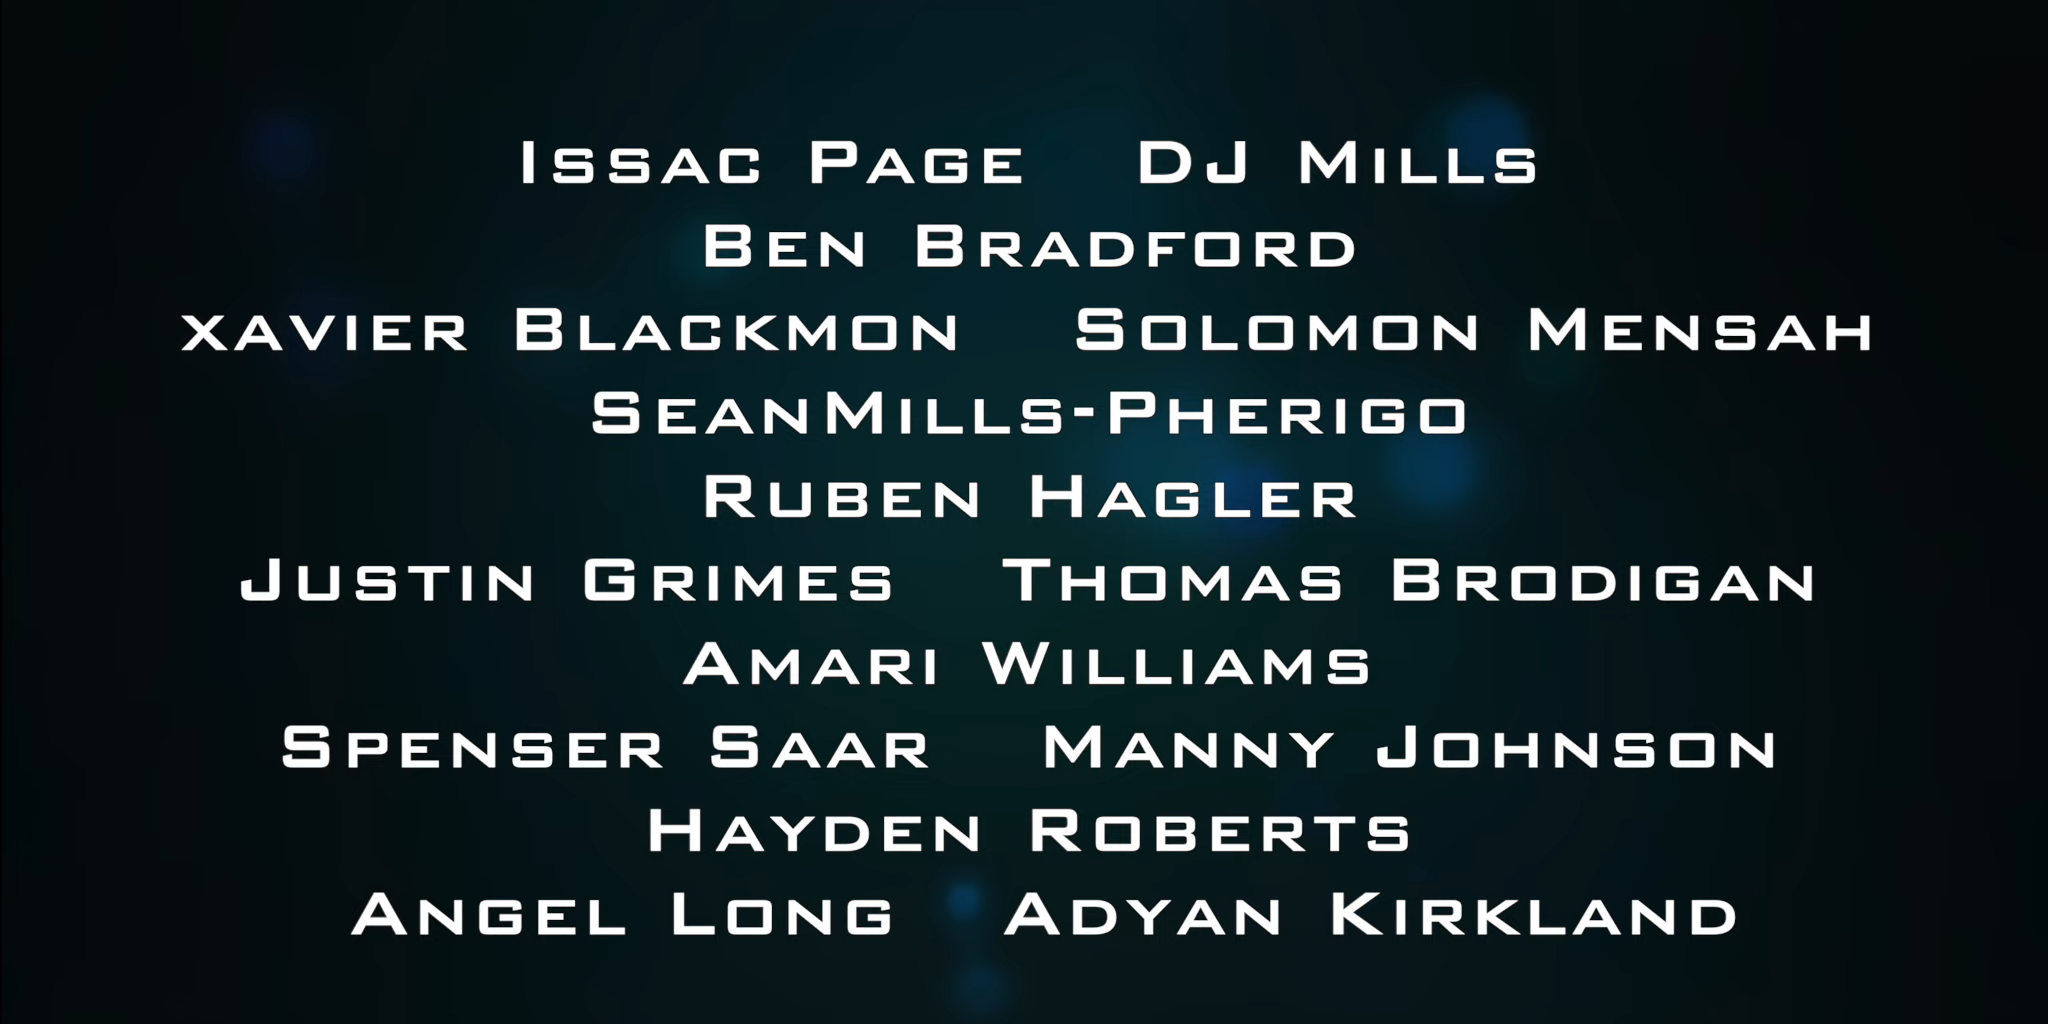 Issac Page DJ Mills
Ben Bradford
xavier Blackmon Solomon Mensah
SeanMills-Pherigo
Ruben Hagler
Justin Grimes Thomas Brodigan
Amari Williams
Spenser Saar Manny Johnson
Hayden Roberts
Angel Long Adyan Kirkland